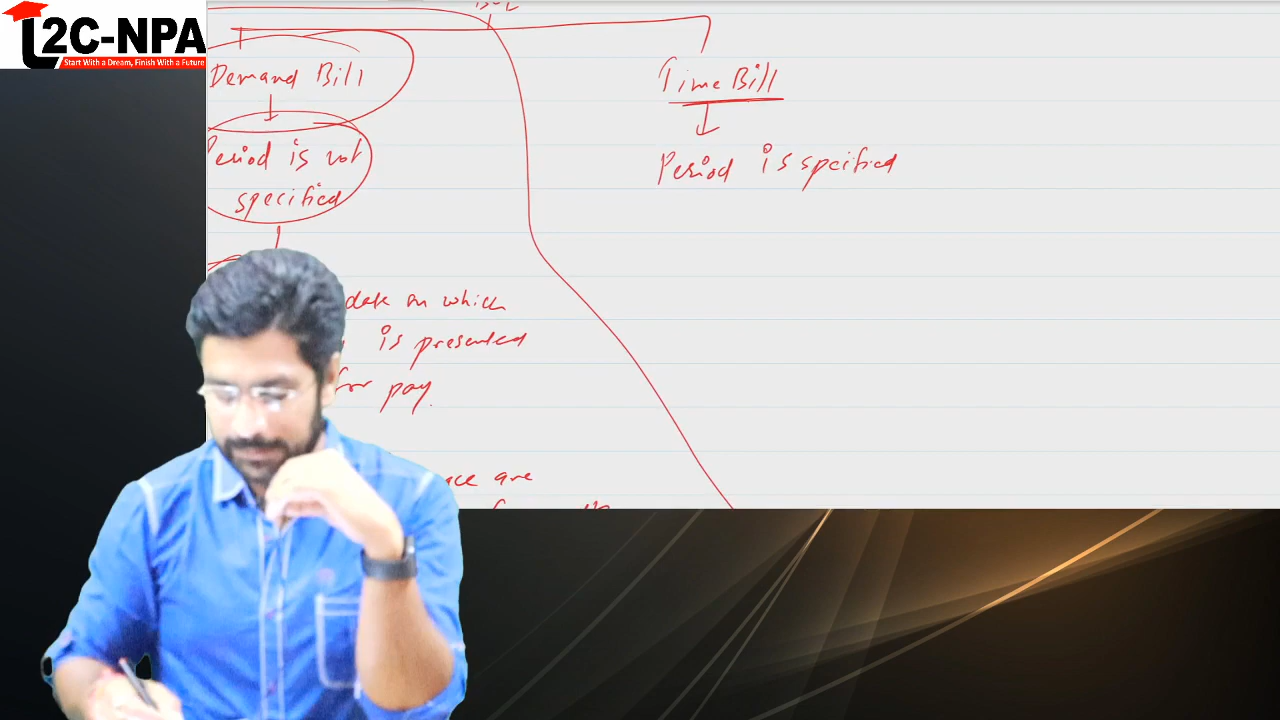 L2C-NPA
Start With a Dream, Finish With a Future
Demand Bill
Period is not
specified
date on which
is presented
for pay.
are
Time Bill
Period is specified